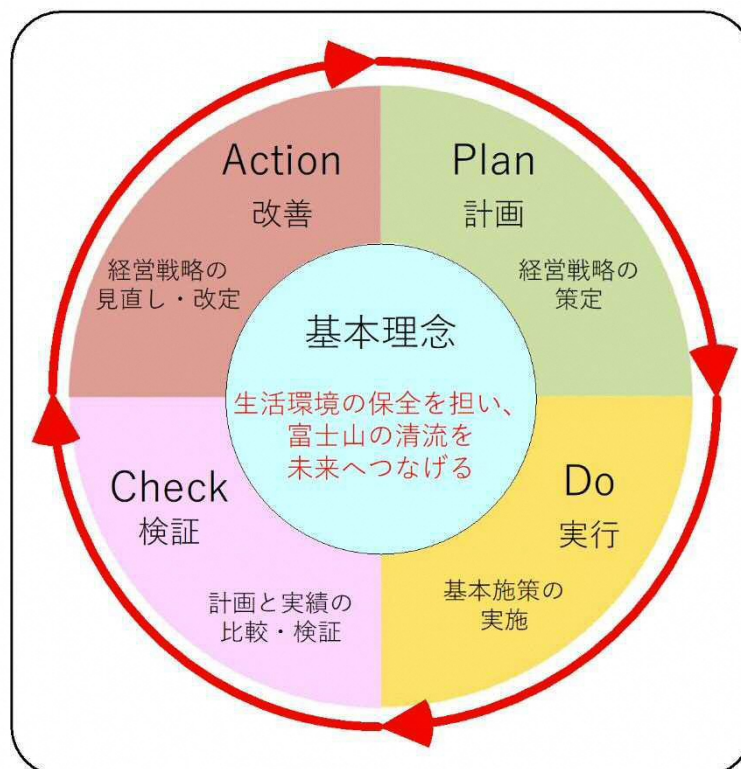 Action
改善
経営戦略の
見直し・改定
Plan
計画
経営戦略の
策定
基本理念
生活環境の保全を担い、
富士山の清流を
未来へつなげる
Check
検証
計画と実績の
比較・検証
Do
実行
基本施策の
実施